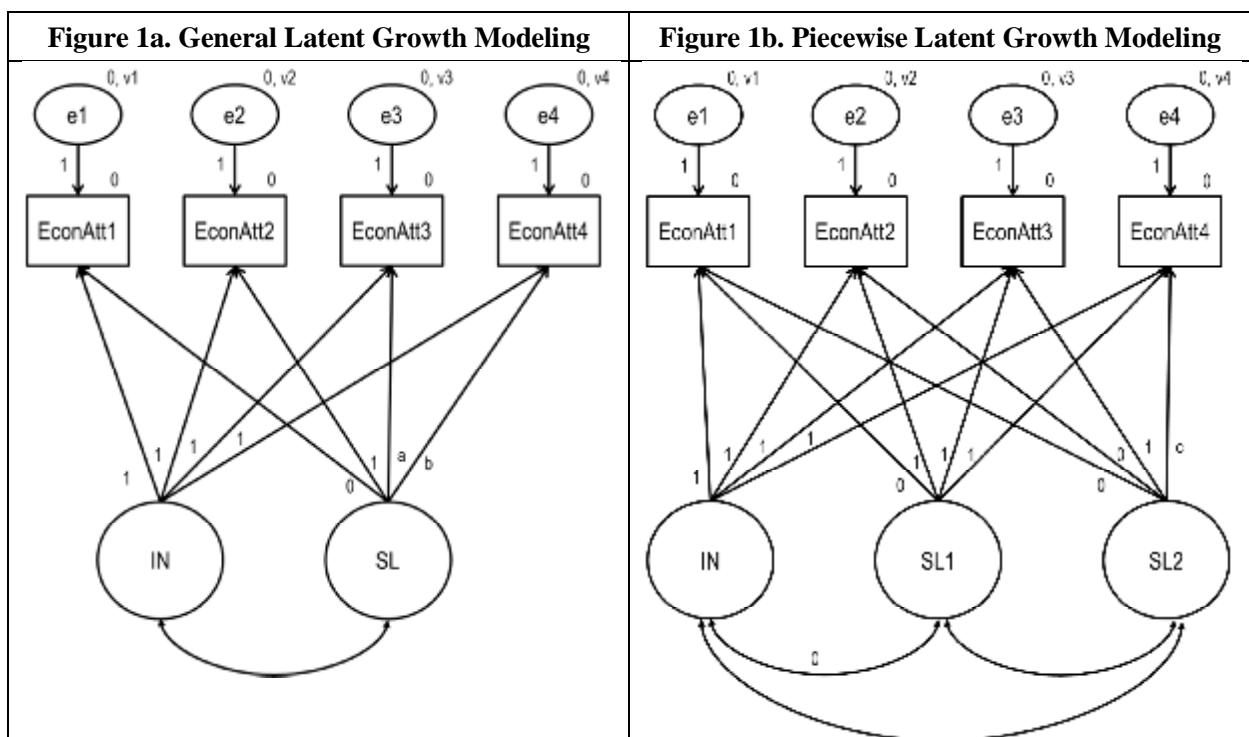 Figure 1a. General Latent Growth Modeling
0, v1 0, v2 0, v3 0, v4
e1 e2 e3 e4
1 1 1 1
0 0 0 0
EconAtt1 EconAtt2 EconAtt3 EconAtt4
1 1 1 1 0 1 a b
IN SL
Figure 1b. Piecewise Latent Growth Modeling
0, v1 0, v2 0, v3 0, v4
e1 e2 e3 e4
1 1 1 1
0 0 0 0
EconAtt1 EconAtt2 EconAtt3 EconAtt4
1 1 1 1 0 1 1 1 0 0 1 c
IN SL1 SL2
0